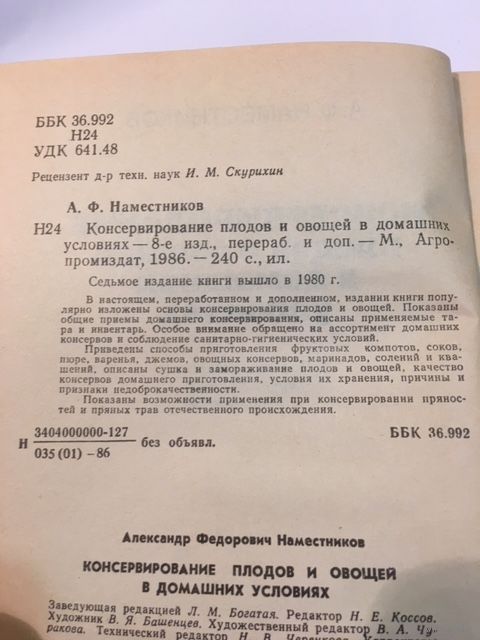 ББК 36.992
Н24
УДК 641.48
Рецензент д-р техн. наук И. М. Скурихин
А. Ф. Наместников
Н24 Консервирование плодов и овощей в домашних
условиях — 8-е изд., перераб. и доп. — М., Агро-
промиздат, 1986. — 240 с., ил.
Седьмое издание книги вышло в 1980 г.
В настоящем, переработанном и дополненном, издании книги попу-
лярно изложены основы консервирования плодов и овощей. Показаны
общие приемы домашнего консервирования, описаны применяемые та-
ра и инвентарь. Особое внимание обращено на ассортимент домашних
консервов и соблюдение санитарно-гигиенических условий.
Приведены способы приготовления фруктовых компотов, соков,
пюре, варенья, джемов, овощных консервов, маринадов, солений и ква-
шений, описаны сушка и замораживание плодов и овощей, качество
консервов домашнего приготовления, условия их хранения, причины и
признаки недоброкачественности.
Показаны возможности применения при консервировании прянос-
тей и пряных трав отечественного происхождения.
3404000000-127
Н без объявл. ББК 36.992
035 (01) -86
Александр Федорович Наместников
КОНСЕРВИРОВАНИЕ ПЛОДОВ И ОВОЩЕЙ
В ДОМАШНИХ УСЛОВИЯХ
Заведующая редакцией Л. М. Богатая. Редактор Н. Е. Коссов.
Художник В. Я. Башенцев. Художественный редактор В. А. Чу-
ракова. Технический редактор Н. В.